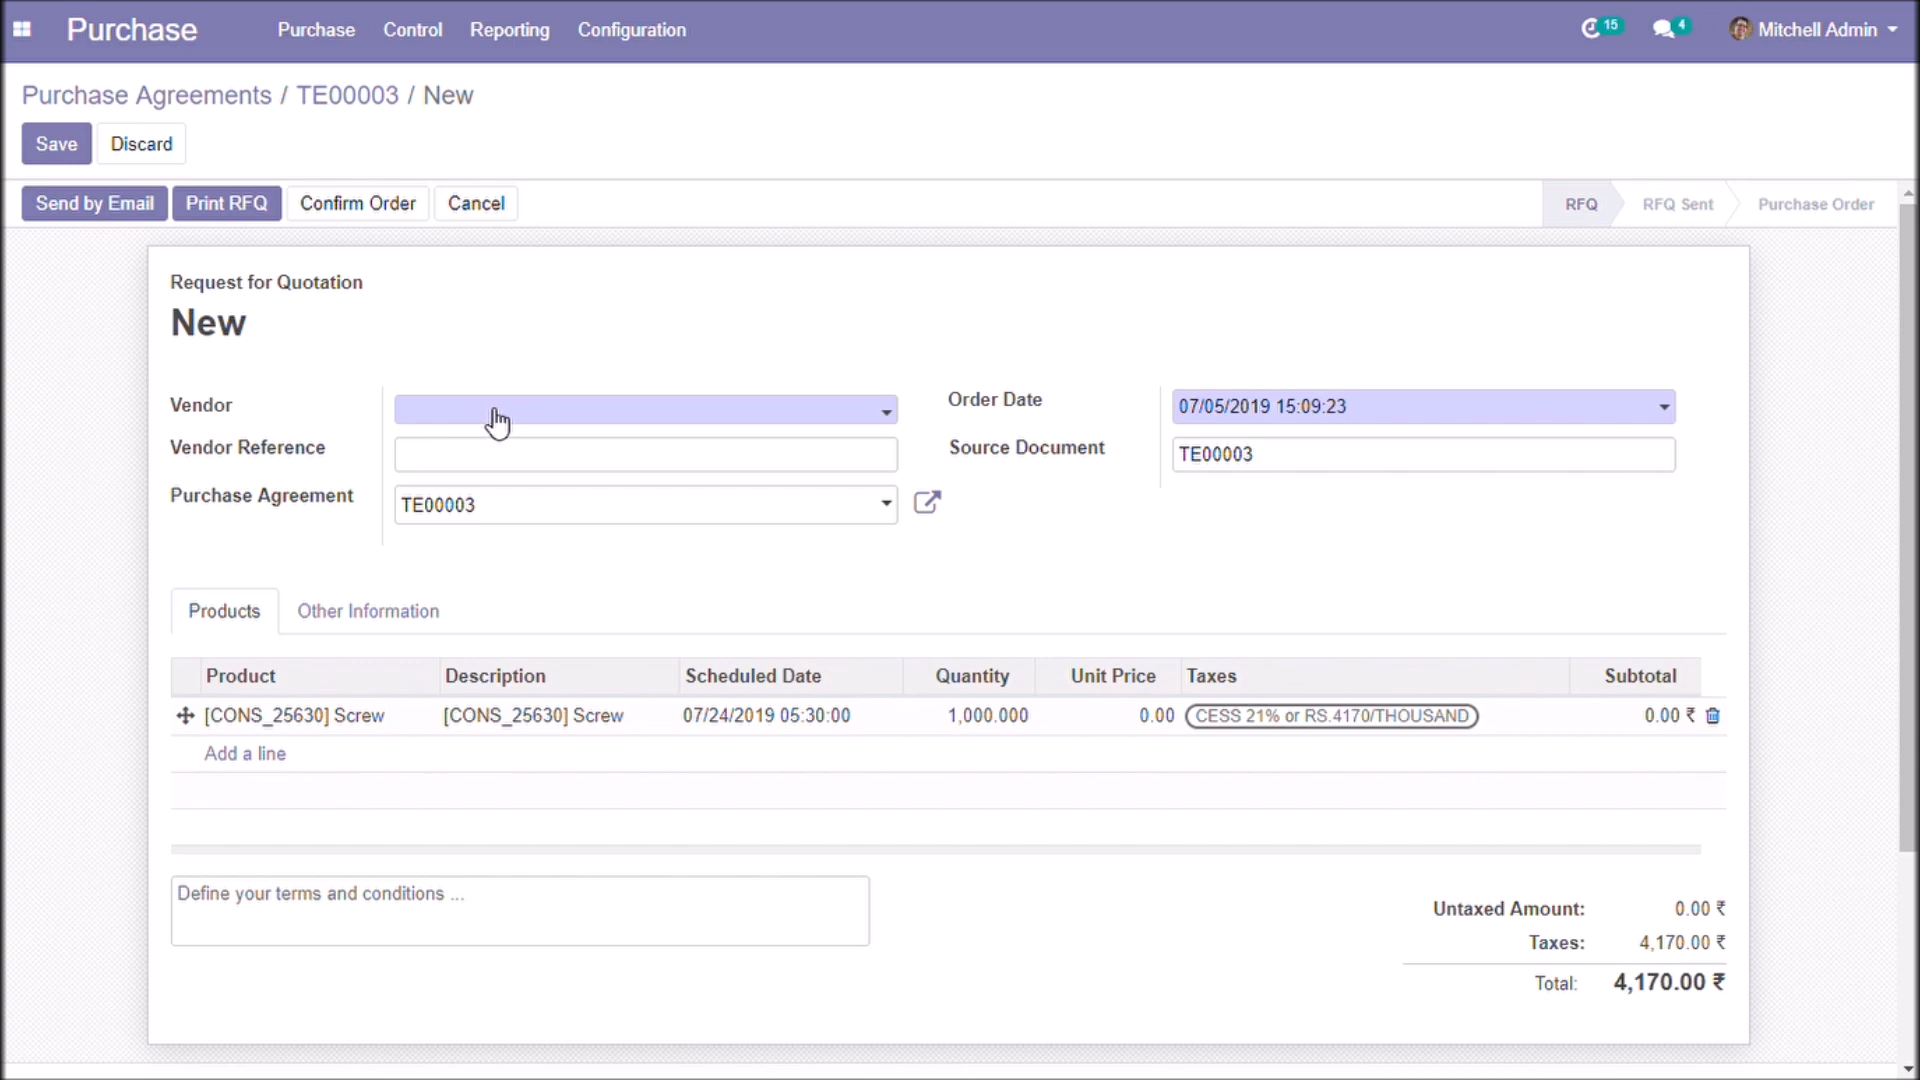 Purchase Purchase Control Reporting Configuration 15 4 Mitchell Admin
Purchase Agreements / TE00003 / New
Save Discard
Send by Email Print RFQ Confirm Order Cancel RFQ RFQ Sent Purchase Order
Request for Quotation
New
Vendor Order Date 07/05/2019 15:09:23
Vendor Reference Source Document TE00003
Purchase Agreement TE00003
Products Other Information
Product Description Scheduled Date Quantity Unit Price Taxes Subtotal
[CONS_25630] Screw [CONS_25630] Screw 07/24/2019 05:30:00 1,000.000 0.00 CESS 21% or RS.4170/THOUSAND 0.00 ₹
Add a line
Define your terms and conditions ...
Untaxed Amount: 0.00 ₹
Taxes: 4,170.00 ₹
Total: 4,170.00 ₹